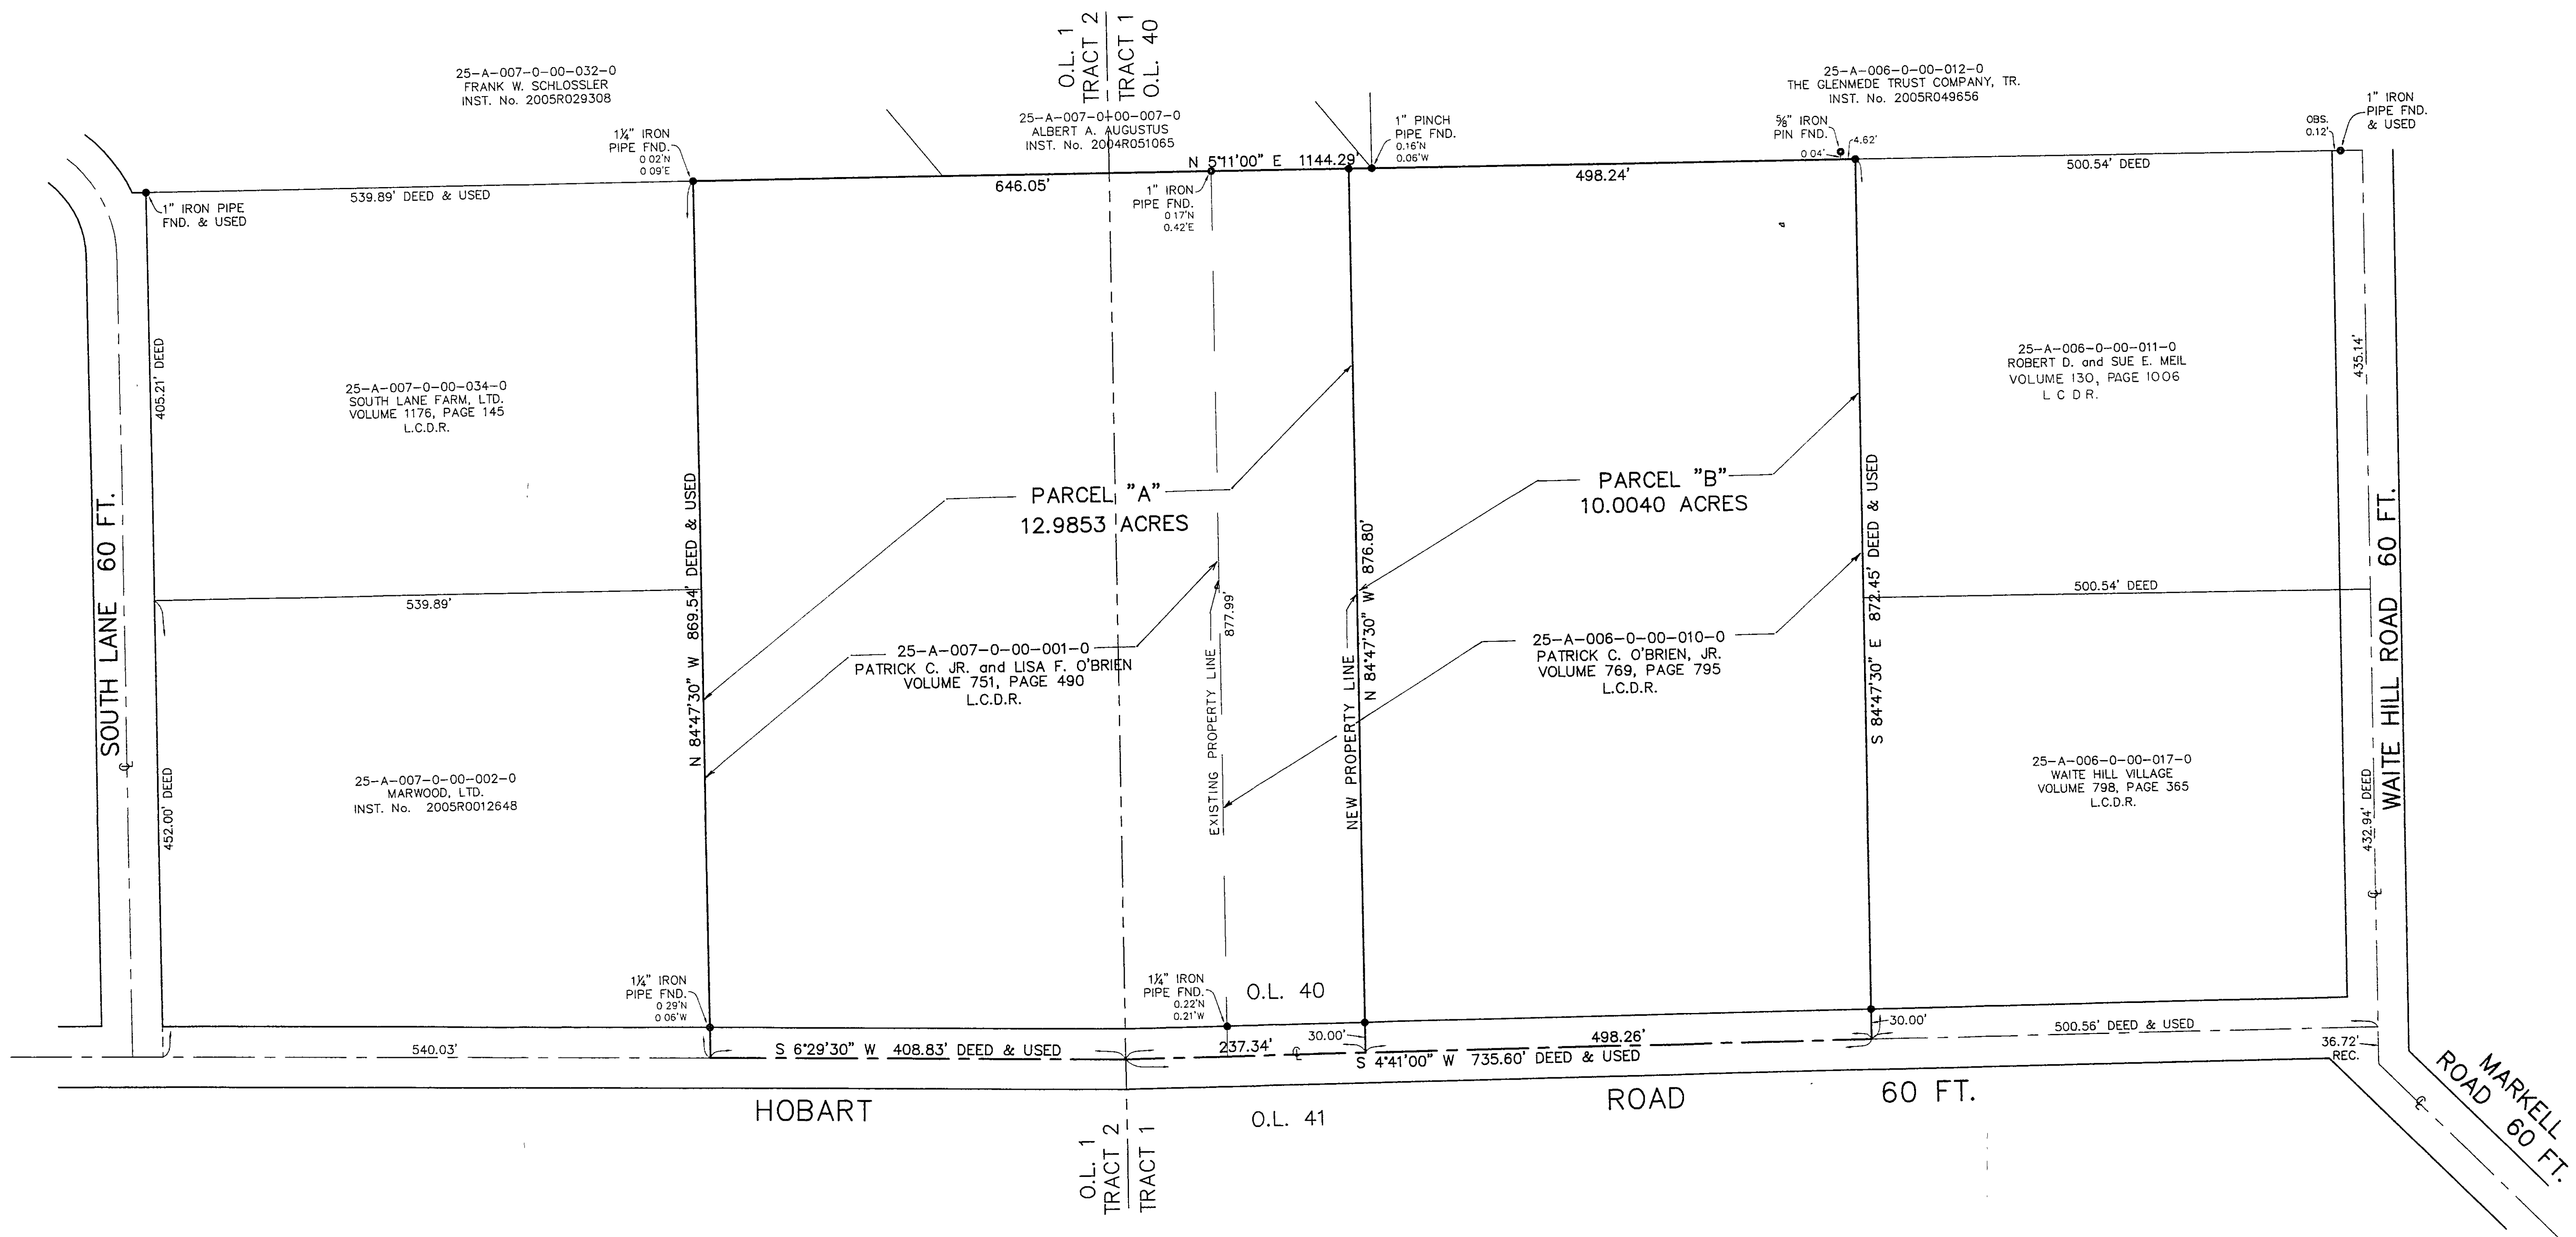 O.L. 1
TRACT 2
TRACT 1
O.L. 40
25-A-007-0-00-032-0
FRANK W. SCHLOSSLER
INST. No. 2005R029308
25-A-007-0-00-007-0
ALBERT A. AUGUSTUS
INST. No. 2004R051065
25-A-006-0-00-012-0
THE GLENMEDE TRUST COMPANY, TR.
INST. No. 2005R049656
1" IRON
PIPE FND.
& USED
OBS.
0.12'
1¼" IRON
PIPE FND.
0 02'N
0 09'E
1" PINCH
PIPE FND.
0.16'N
0.06'W
⅝" IRON
PIN FND.
0 04'
4.62'
N 5°11'00" E 1144.29'
539.89' DEED & USED
646.05'
498.24'
500.54' DEED
1" IRON PIPE
FND. & USED
1" IRON
PIPE FND.
0 17'N
0.42'E
405.21' DEED
25-A-007-0-00-034-0
SOUTH LANE FARM, LTD.
VOLUME 1176, PAGE 145
L.C.D.R.
25-A-006-0-00-011-0
ROBERT D. and SUE E. MEIL
VOLUME 130, PAGE 1006
L C D R.
435.14'
PARCEL "A"
12.9853 ACRES
PARCEL "B"
10.0040 ACRES
SOUTH LANE 60 FT.
539.89'
N 84°47'30" W 869.54' DEED & USED
877.99'
EXISTING PROPERTY LINE
NEW PROPERTY LINE
N 84°47'30" W 876.80'
S 84°47'30" E 872.45' DEED & USED
500.54' DEED
WAITE HILL ROAD 60 FT.
25-A-007-0-00-001-0
PATRICK C. JR. and LISA F. O'BRIEN
VOLUME 751, PAGE 490
L.C.D.R.
25-A-006-0-00-010-0
PATRICK C. O'BRIEN, JR.
VOLUME 769, PAGE 795
L.C.D.R.
452.00' DEED
25-A-007-0-00-002-0
MARWOOD, LTD.
INST. No. 2005R0012648
25-A-006-0-00-017-0
WAITE HILL VILLAGE
VOLUME 798, PAGE 365
L.C.D.R.
432.94' DEED
1¼" IRON
PIPE FND.
0 29'N
0 06'W
1¼" IRON
PIPE FND.
0.22'N
0.21'W
O.L. 40
540.03'
S 6°29'30" W 408.83' DEED & USED
237.34'
30.00'
498.26'
S 4°41'00" W 735.60' DEED & USED
30.00'
500.56' DEED & USED
36.72'
REC.
HOBART ROAD 60 FT.
O.L. 41
MARKELL
ROAD 60 FT.
O.L. 1
TRACT 2
TRACT 1